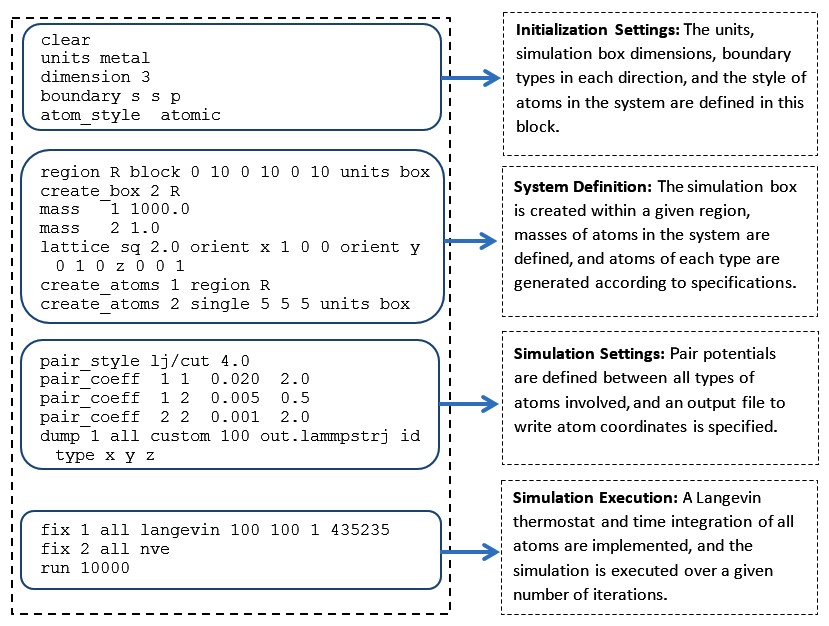 clear
units metal
dimension 3
boundary s s p
atom_style  atomic
Initialization Settings: The units,
simulation box dimensions, boundary
types in each direction, and the style of
atoms in the system are defined in this
block.
region R block 0 10 0 10 0 10 units box
create_box 2 R
mass   1 1000.0
mass   2 1.0
lattice sq 2.0 orient x 1 0 0 orient y
0 1 0 z 0 0 1
create_atoms 1 region R
create_atoms 2 single 5 5 5 units box
System Definition: The simulation box
is created within a given region,
masses of atoms in the system are
defined, and atoms of each type are
generated according to specifications.
pair_style lj/cut 4.0
pair_coeff  1 1  0.020  2.0
pair_coeff  1 2  0.005  0.5
pair_coeff  2 2  0.001  2.0
dump 1 all custom 100 out.lammpstrj id
type x y z
Simulation Settings: Pair potentials
are defined between all types of
atoms involved, and an output file to
write atom coordinates is specified.
fix 1 all langevin 100 100 1 435235
fix 2 all nve
run 10000
Simulation Execution: A Langevin
thermostat and time integration of all
atoms are implemented, and the
simulation is executed over a given
number of iterations.